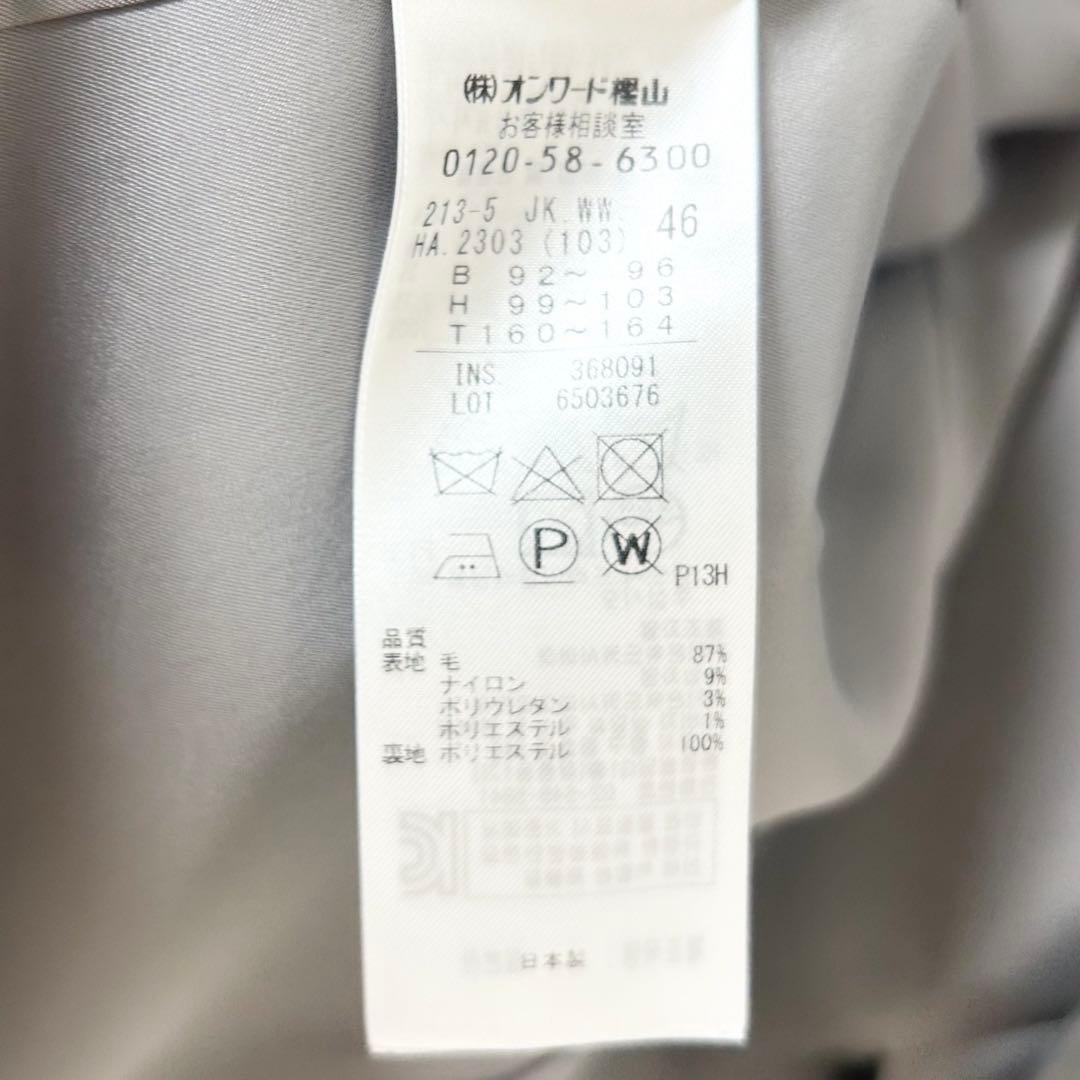 (株)オンワード樫山
お客様相談室
0120-58-6300
213-5 JK.WW. 46
HA.2303 (103)
B 92～ 96
H 99～103
T160～164
INS 368091
LOT 6503676
P W P13H
品質
表地 毛 87%
ナイロン 9%
ポリウレタン 3%
ポリエステル 1%
裏地 ポリエステル 100%
日本製